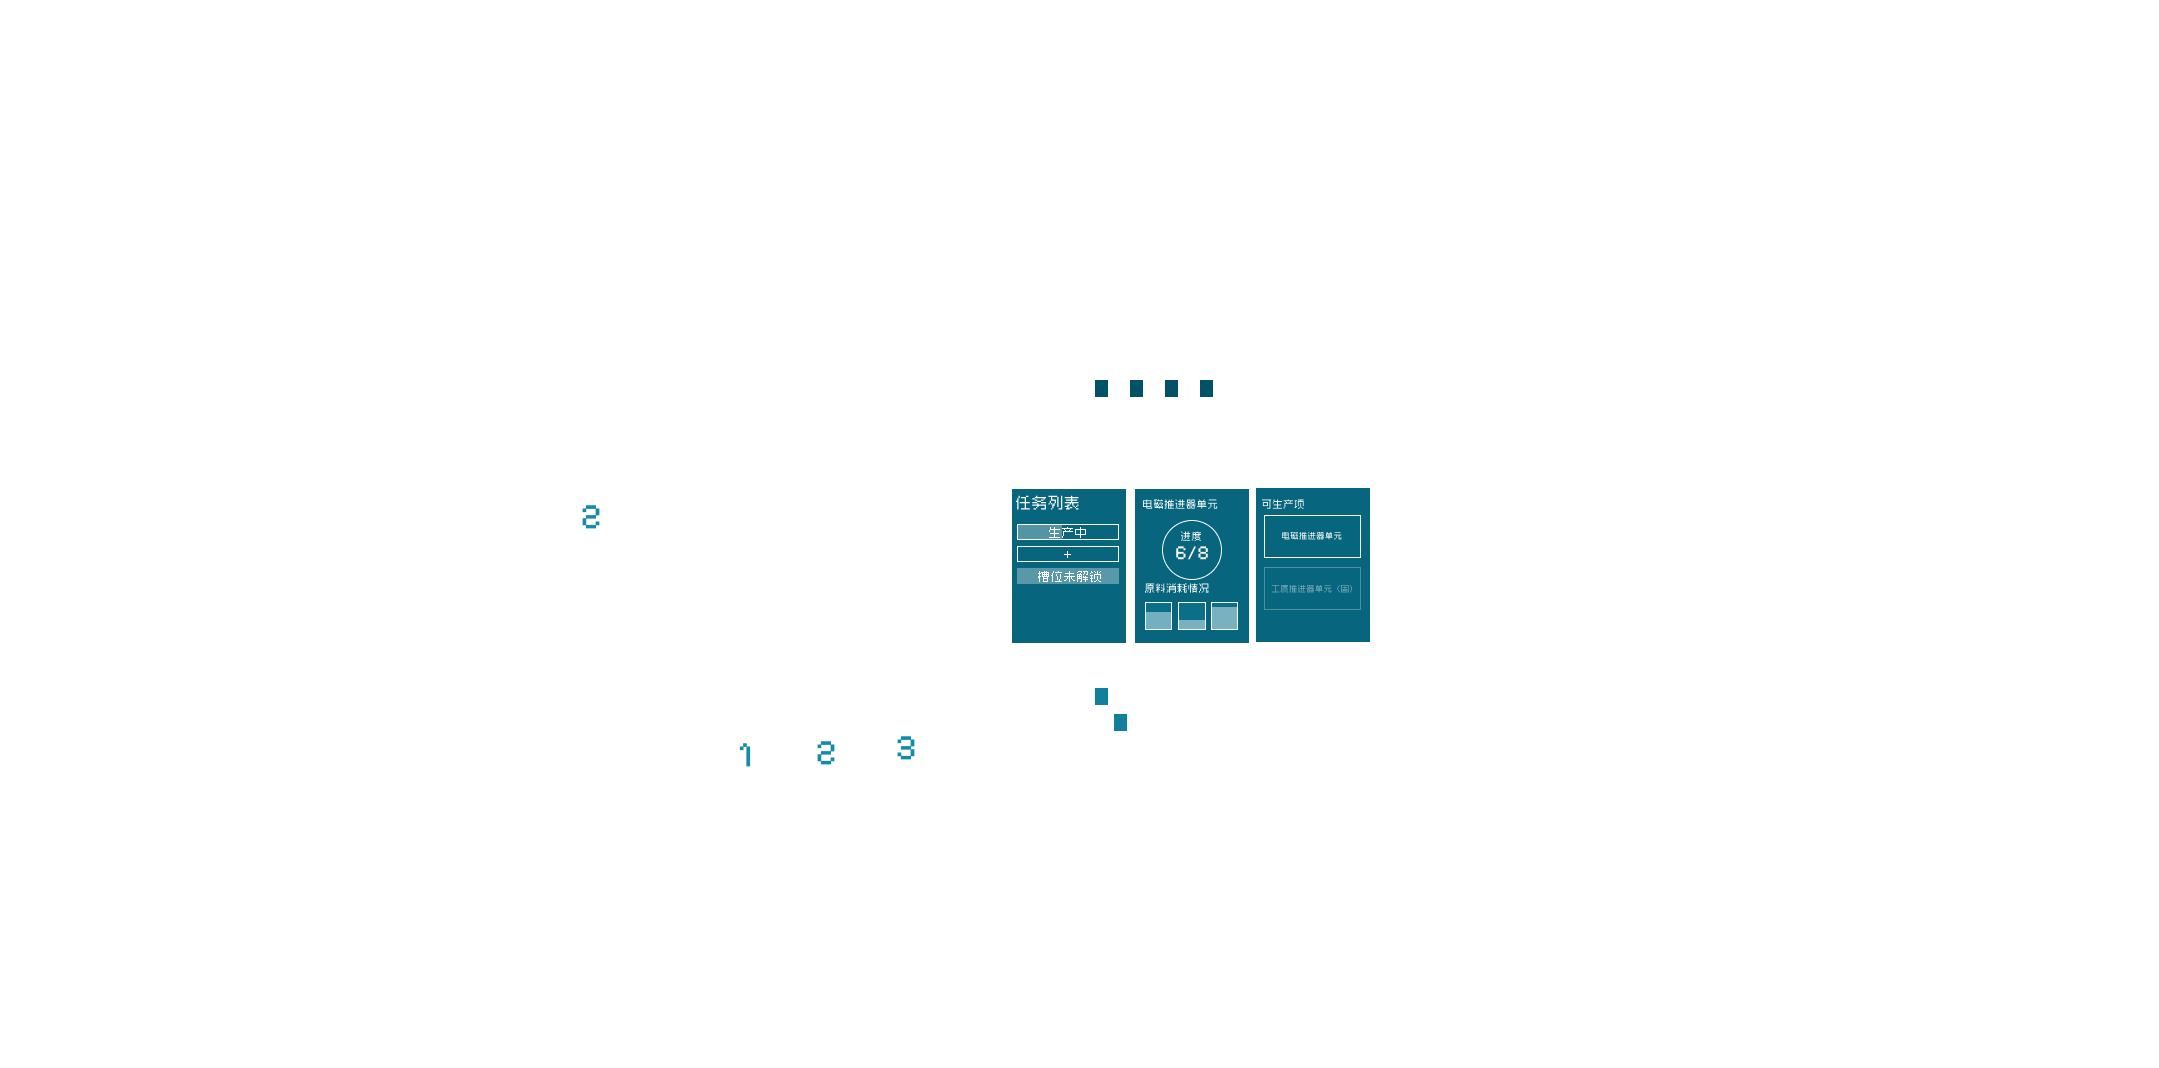 2
任务列表
生产中
+
槽位未解锁
电磁推进器单元
进度
6/8
原料消耗情况
可生产项
电磁推进器单元
工质推进器单元（固）
1 2 3